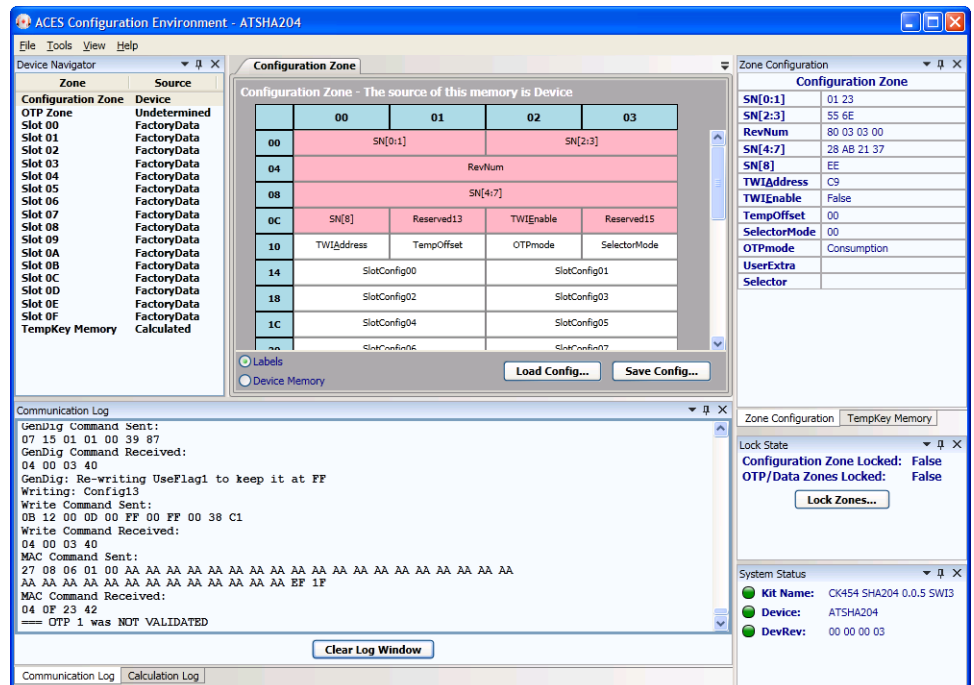 ACES Configuration Environment - ATSHA204
File Tools View Help
Device Navigator
Zone Source
Configuration Zone Device
OTP Zone Undetermined
Slot 00 FactoryData
Slot 01 FactoryData
Slot 02 FactoryData
Slot 03 FactoryData
Slot 04 FactoryData
Slot 05 FactoryData
Slot 06 FactoryData
Slot 07 FactoryData
Slot 08 FactoryData
Slot 09 FactoryData
Slot 0A FactoryData
Slot 0B FactoryData
Slot 0C FactoryData
Slot 0D FactoryData
Slot 0E FactoryData
Slot 0F FactoryData
TempKey Memory Calculated
Configuration Zone
Configuration Zone - The source of this memory is Device
00 01 02 03
00 SN[0:1] SN[2:3]
04 RevNum
08 SN[4:7]
0C SN[8] Reserved13 TWIEnable Reserved15
10 TWIAddress TempOffset OTPmode SelectorMode
14 SlotConfig00 SlotConfig01
18 SlotConfig02 SlotConfig03
1C SlotConfig04 SlotConfig05
20 SlotConfig06 SlotConfig07
Labels
Device Memory
Load Config... Save Config...
Zone Configuration
Configuration Zone
SN[0:1] 01 23
SN[2:3] 55 6E
RevNum 80 03 03 00
SN[4:7] 28 AB 21 37
SN[8] EE
TWIAddress C9
TWIEnable False
TempOffset 00
SelectorMode 00
OTPmode Consumption
UserExtra
Selector
Zone Configuration TempKey Memory
Communication Log
GenDig Command Sent:
07 15 01 01 00 39 87
GenDig Command Received:
04 00 03 40
GenDig: Re-writing UseFlag1 to keep it at FF
Writing: Config13
Write Command Sent:
0B 12 00 0D 00 FF 00 FF 00 38 C1
Write Command Received:
04 00 03 40
MAC Command Sent:
27 08 06 01 00 AA AA AA AA AA AA AA AA AA AA AA AA AA AA AA AA AA AA AA
AA AA AA AA AA AA AA AA AA AA AA AA AA EF 1F
MAC Command Received:
04 0F 23 42
=== OTP 1 was NOT VALIDATED
Clear Log Window
Communication Log Calculation Log
Lock State
Configuration Zone Locked: False
OTP/Data Zones Locked: False
Lock Zones...
System Status
Kit Name: CK454 SHA204 0.0.5 SWI3
Device: ATSHA204
DevRev: 00 00 00 03